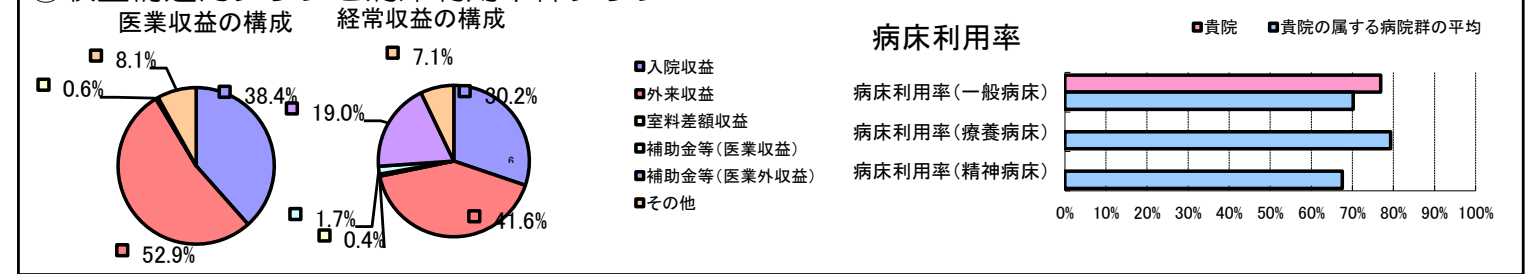 医業収益の構成
経常収益の構成
8.1%
0.6%
38.4%
52.9%
7.1%
19.0%
30.2%
6
1.7%
0.4%
41.6%
入院収益
外来収益
室料差額収益
補助金等(医業収益)
補助金等(医業外収益)
その他
病床利用率
貴院
貴院の属する病院群の平均
病床利用率(一般病床)
病床利用率(療養病床)
病床利用率(精神病床)
0% 10% 20% 30% 40% 50% 60% 70% 80% 90% 100%